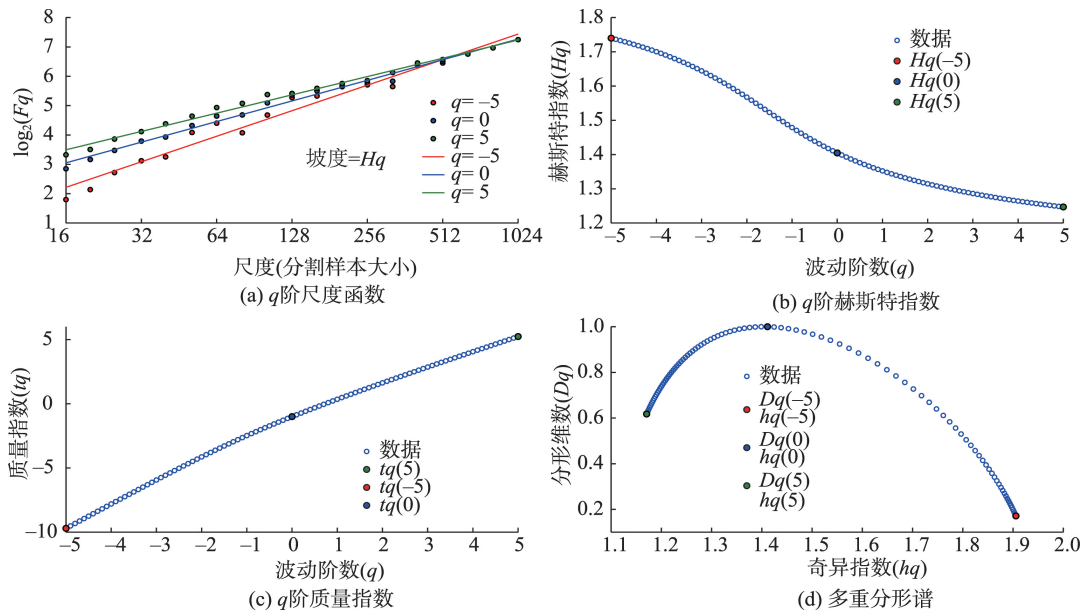 8
7
6
5
4
3
2
1
log₂(Fq)
q= –5
q= 0
q= 5
q= –5
q= 0
q= 5
坡度=Hq
16 32 64 128 256 512 1024
尺度(分割样本大小)
(a) q阶尺度函数
1.8
1.7
1.6
1.5
1.4
1.3
1.2
赫斯特指数(Hq)
数据
Hq(–5)
Hq(0)
Hq(5)
–5 –4 –3 –2 –1 0 1 2 3 4 5
波动阶数(q)
(b) q阶赫斯特指数
5
0
–5
–10
质量指数(tq)
数据
tq(5)
tq(–5)
tq(0)
–5 –4 –3 –2 –1 0 1 2 3 4 5
波动阶数(q)
(c) q阶质量指数
1.0
0.8
0.6
0.4
0.2
分形维数(Dq)
数据
Dq(–5)
hq(–5)
Dq(0)
hq(0)
Dq(5)
hq(5)
1.1 1.2 1.3 1.4 1.5 1.6 1.7 1.8 1.9 2.0
奇异指数(hq)
(d) 多重分形谱